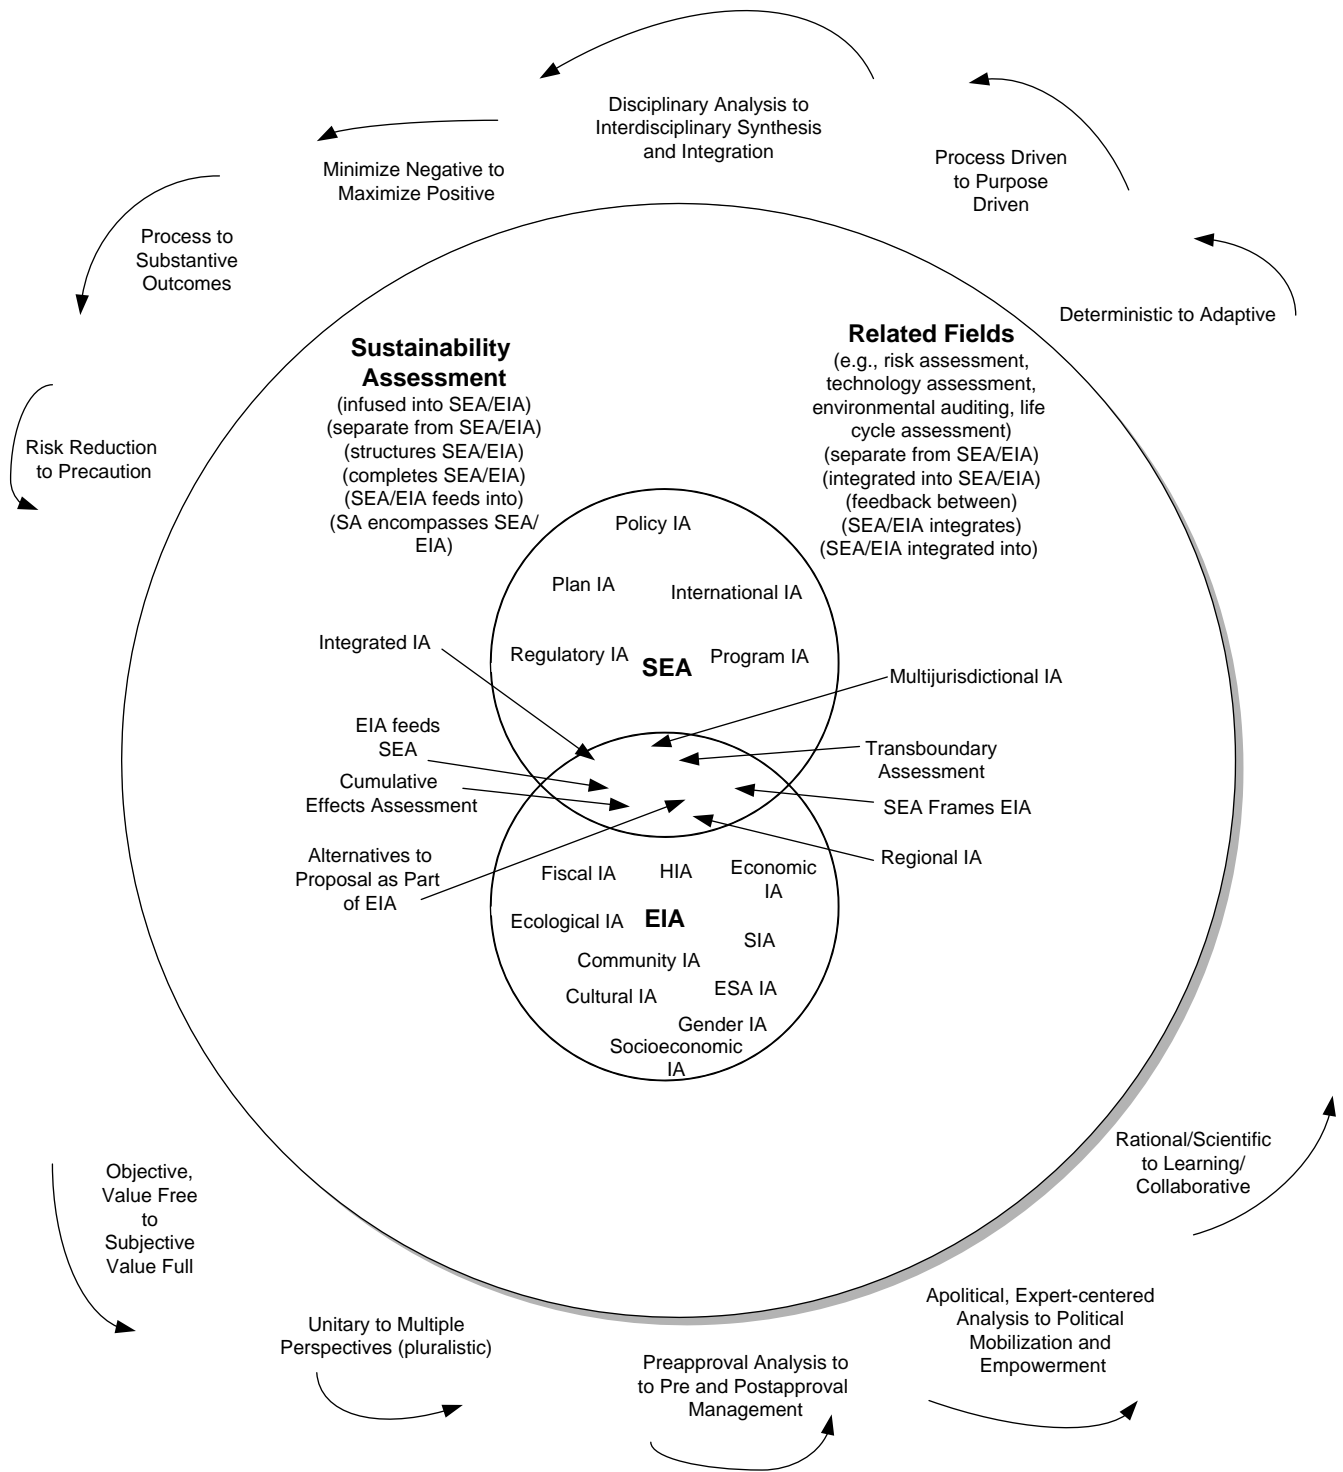 Disciplinary Analysis to
Interdisciplinary Synthesis
and Integration
Process Driven
to Purpose
Driven
Minimize Negative to
Maximize Positive
Process to
Substantive
Outcomes
Deterministic to Adaptive
Risk Reduction
to Precaution
Sustainability
Assessment
(infused into SEA/EIA)
(separate from SEA/EIA)
(structures SEA/EIA)
(completes SEA/EIA)
(SEA/EIA feeds into)
(SA encompasses SEA/
EIA)
Related Fields
(e.g., risk assessment,
technology assessment,
environmental auditing, life
cycle assessment)
(separate from SEA/EIA)
(integrated into SEA/EIA)
(feedback between)
(SEA/EIA integrates)
(SEA/EIA integrated into)
Policy IA
Plan IA
International IA
Regulatory IA
SEA
Program IA
Integrated IA
EIA feeds
SEA
Cumulative
Effects Assessment
Alternatives to
Proposal as Part
of EIA
Multijurisdictional IA
Transboundary
Assessment
SEA Frames EIA
Regional IA
Fiscal IA
HIA
Economic
IA
Ecological IA
EIA
SIA
Community IA
Cultural IA
ESA IA
Gender IA
Socioeconomic
IA
Objective,
Value Free
to
Subjective
Value Full
Unitary to Multiple
Perspectives (pluralistic)
Preapproval Analysis to
to Pre and Postapproval
Management
Apolitical, Expert-centered
Analysis to Political
Mobilization and
Empowerment
Rational/Scientific
to Learning/
Collaborative